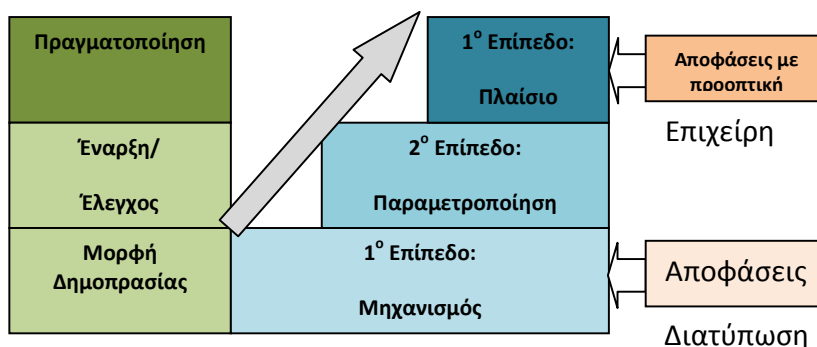 Πραγματοποίηση
1ο Επίπεδο:
Πλαίσιο
Αποφάσεις με
προοπτική
Επιχείρη
Έναρξη/
Έλεγχος
2ο Επίπεδο:
Παραμετροποίηση
Μορφή
Δημοπρασίας
1ο Επίπεδο:
Μηχανισμός
Αποφάσεις
Διατύπωση